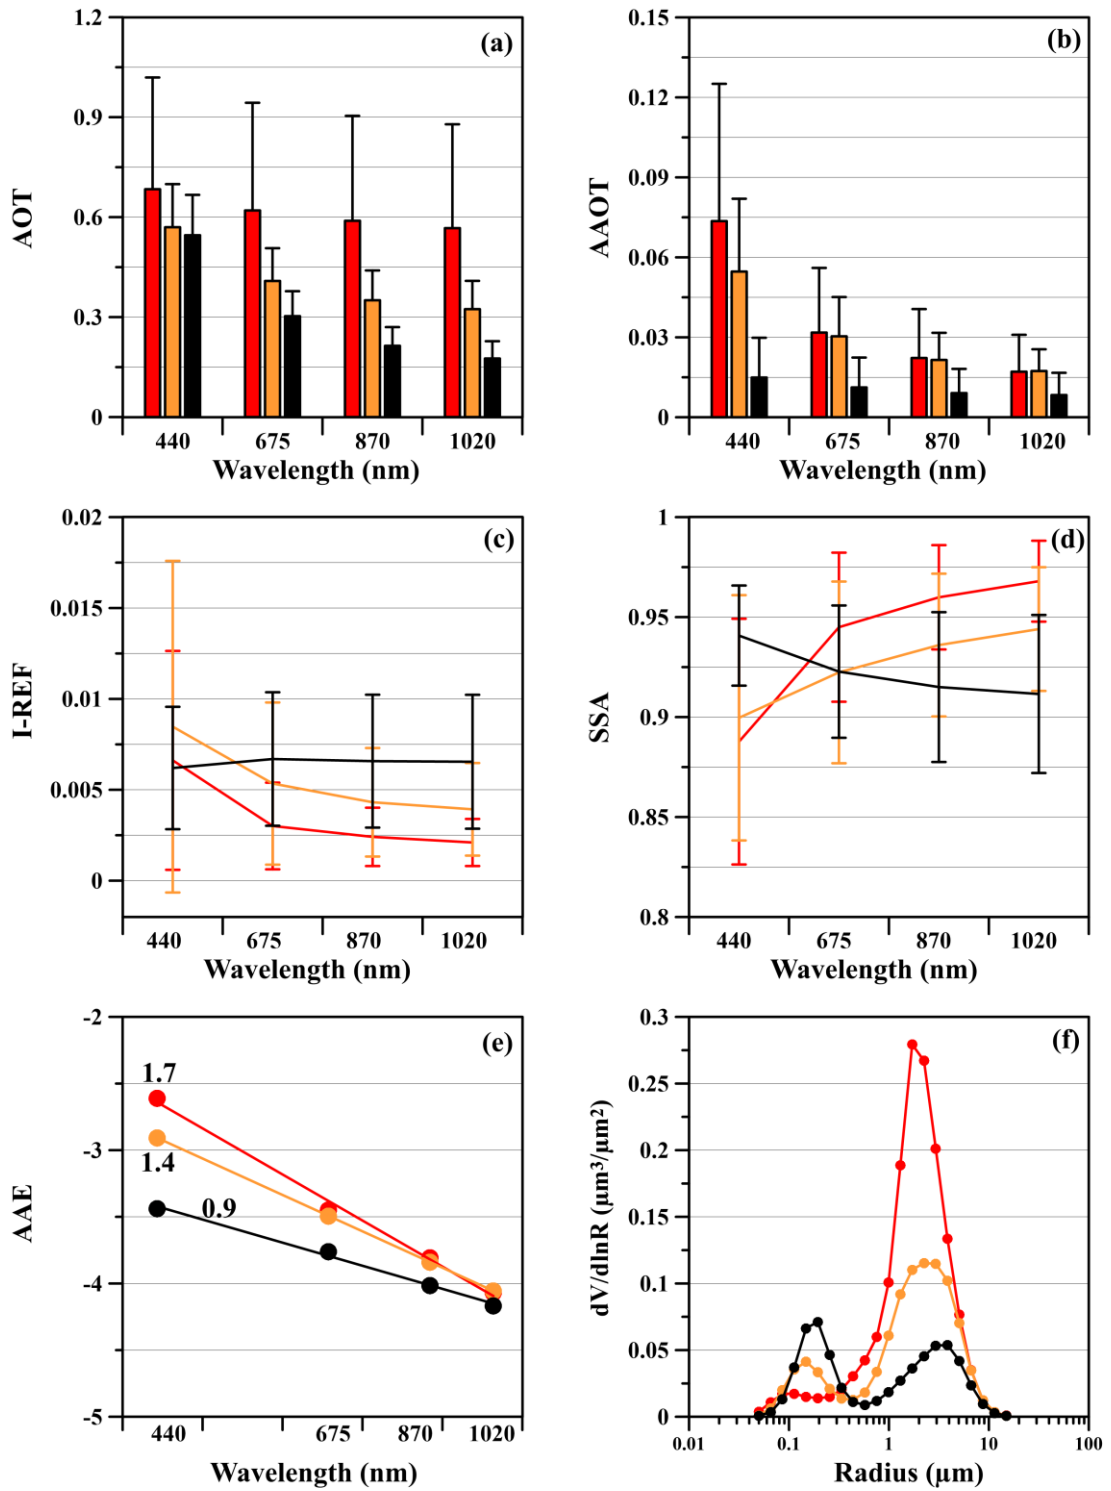 (a)
1.2
0.9
0.6
0.3
0
AOT
440 675 870 1020
Wavelength (nm)
(b)
0.15
0.12
0.09
0.06
0.03
0
AAOT
440 675 870 1020
Wavelength (nm)
(c)
0.02
0.015
0.01
0.005
0
I-REF
440 675 870 1020
Wavelength (nm)
(d)
1
0.95
0.9
0.85
0.8
SSA
440 675 870 1020
Wavelength (nm)
(e)
-2
-3
-4
-5
AAE
1.7
1.4
0.9
440 675 870 1020
Wavelength (nm)
(f)
0.3
0.25
0.2
0.15
0.1
0.05
0
dV/dlnR (μm³/μm²)
0.01 0.1 1 10 100
Radius (μm)